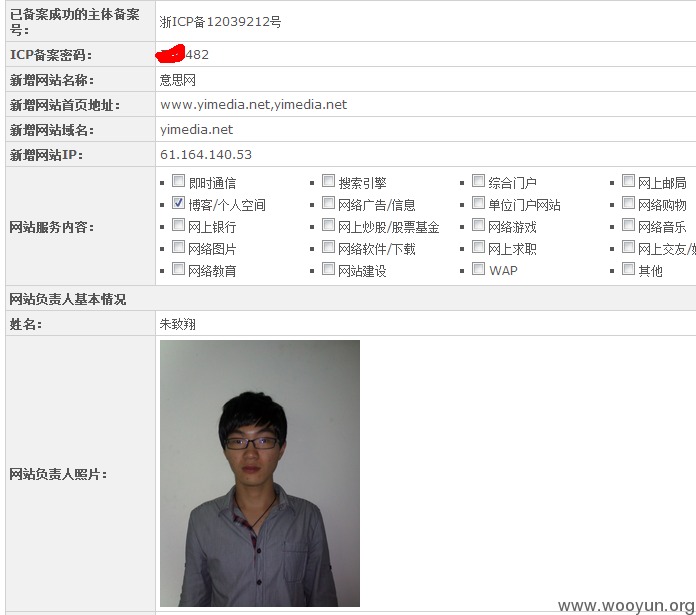 已备案成功的主体备案号：	浙ICP备12039212号
ICP备案密码：	482
新增网站名称：	意思网
新增网站首页地址：	www.yimedia.net,yimedia.net
新增网站域名：	yimedia.net
新增网站IP：	61.164.140.53
网站服务内容：
即时通信	搜索引擎	综合门户	网上邮局
博客/个人空间	网络广告/信息	单位门户网站	网络购物
网上银行	网上炒股/股票基金	网络游戏	网络音乐
网络图片	网络软件/下载	网上求职	网上交友/
网络教育	网站建设	WAP	其他
网站负责人基本情况
姓名：	朱致翔
网站负责人照片：
www.wooyun.org